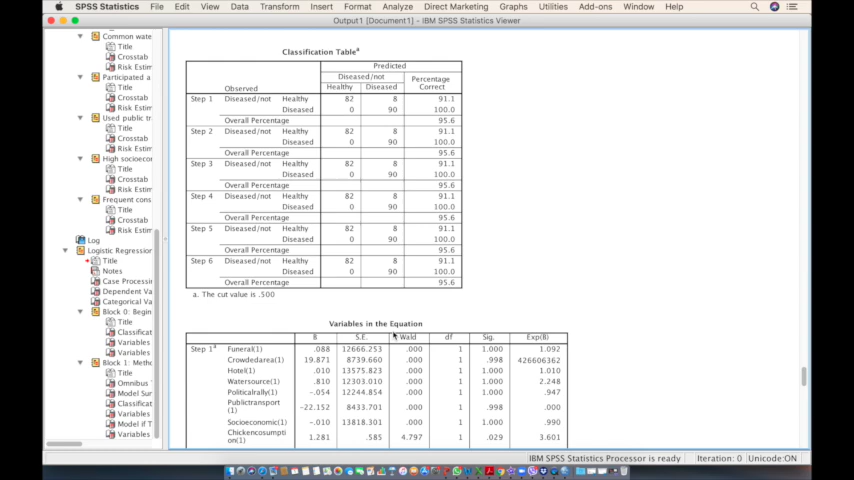 SPSS Statistics File Edit View Data Transform Insert Format Analyze Direct Marketing Graphs Utilities Add-ons Window Help
Output1 [Document1] - IBM SPSS Statistics Viewer
Common wate
Title
Crosstab
Risk Estim
Participated a
Title
Crosstab
Risk Estim
Used public tr
Title
Crosstab
Risk Estim
High socioecor
Title
Crosstab
Risk Estim
Frequent cons
Title
Crosstab
Risk Estim
Log
Logistic Regression
Title
Notes
Case Processir
Dependent Var
Categorical Va
Block 0: Begin
Title
Classificat
Variables
Variables
Block 1: Metho
Title
Omnibus
Model Sum
Classificat
Variables
Model if T
Variables
Classification Table a
Predicted
Diseased/not Percentage Correct
Observed Healthy Diseased
Step 1 Diseased/not Healthy 82 8 91.1
Diseased 0 90 100.0
Overall Percentage 95.6
Step 2 Diseased/not Healthy 82 8 91.1
Diseased 0 90 100.0
Overall Percentage 95.6
Step 3 Diseased/not Healthy 82 8 91.1
Diseased 0 90 100.0
Overall Percentage 95.6
Step 4 Diseased/not Healthy 82 8 91.1
Diseased 0 90 100.0
Overall Percentage 95.6
Step 5 Diseased/not Healthy 82 8 91.1
Diseased 0 90 100.0
Overall Percentage 95.6
Step 6 Diseased/not Healthy 82 8 91.1
Diseased 0 90 100.0
Overall Percentage 95.6
a. The cut value is .500
Variables in the Equation
B S.E. Wald df Sig. Exp(B)
Step 1a Funeral(1) .088 12666.253 .000 1 1.000 1.092
Crowdedarea(1) 19.871 8739.660 .000 1 .998 426606362
Hotel(1) .010 13575.823 .000 1 1.000 1.010
Watersource(1) .810 12303.010 .000 1 1.000 2.248
Politicalrally(1) -.054 12244.854 .000 1 1.000 .947
Publictransport
(1) -22.152 8433.701 .000 1 .998 .000
Socioeconomic(1) -.010 13818.301 .000 1 1.000 .990
Chickenconsumpti
on(1) 1.281 .585 4.797 1 .029 3.601
IBM SPSS Statistics Processor is ready Iteration: 0 Unicode:ON